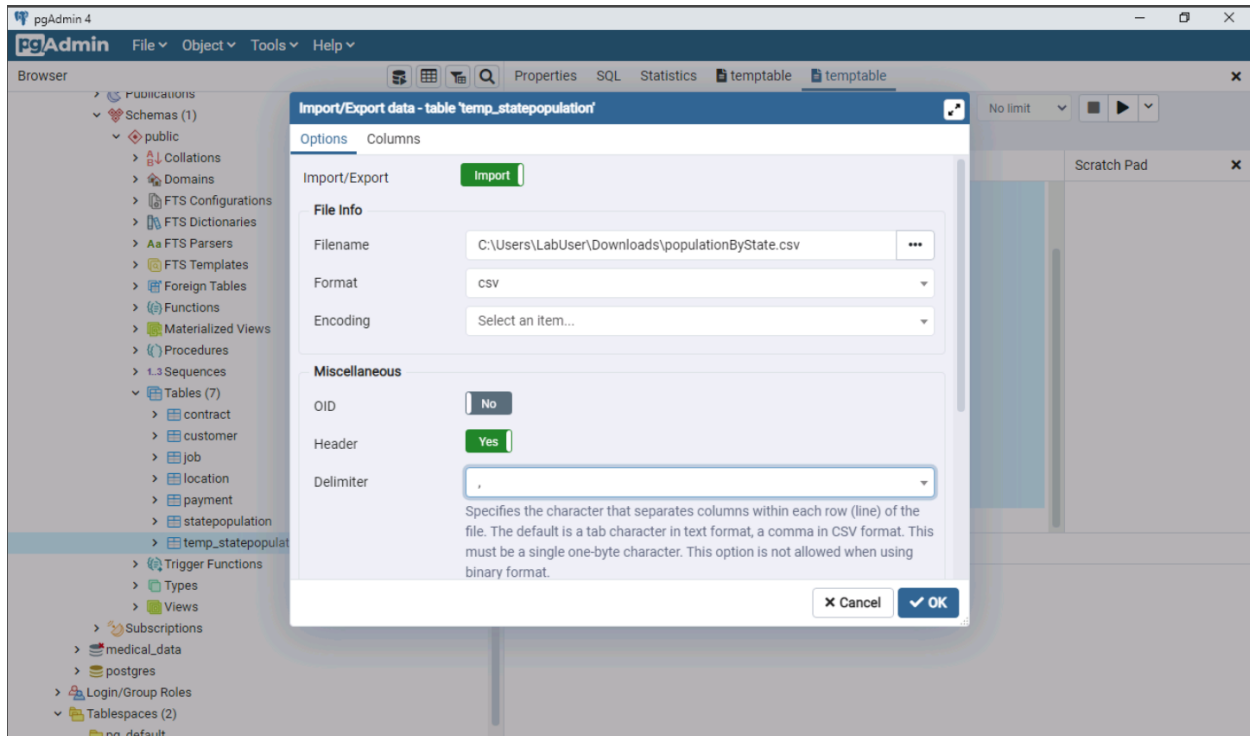 pgAdmin 4
pgAdmin File Object Tools Help
Browser
Properties SQL Statistics temptable temptable
Publications
Schemas (1)
public
Collations
Domains
FTS Configurations
FTS Dictionaries
Aa FTS Parsers
FTS Templates
Foreign Tables
Functions
Materialized Views
Procedures
1..3 Sequences
Tables (7)
contract
customer
job
location
payment
statepopulation
temp_statepopulat
Trigger Functions
Types
Views
Subscriptions
medical_data
postgres
Login/Group Roles
Tablespaces (2)
pg_default
Import/Export data - table 'temp_statepopulation'
Options Columns
Import/Export Import
File Info
Filename C:\Users\LabUser\Downloads\populationByState.csv
Format csv
Encoding Select an item...
Miscellaneous
OID No
Header Yes
Delimiter ,
Specifies the character that separates columns within each row (line) of the
file. The default is a tab character in text format, a comma in CSV format. This
must be a single one-byte character. This option is not allowed when using
binary format.
Cancel OK
No limit
Scratch Pad